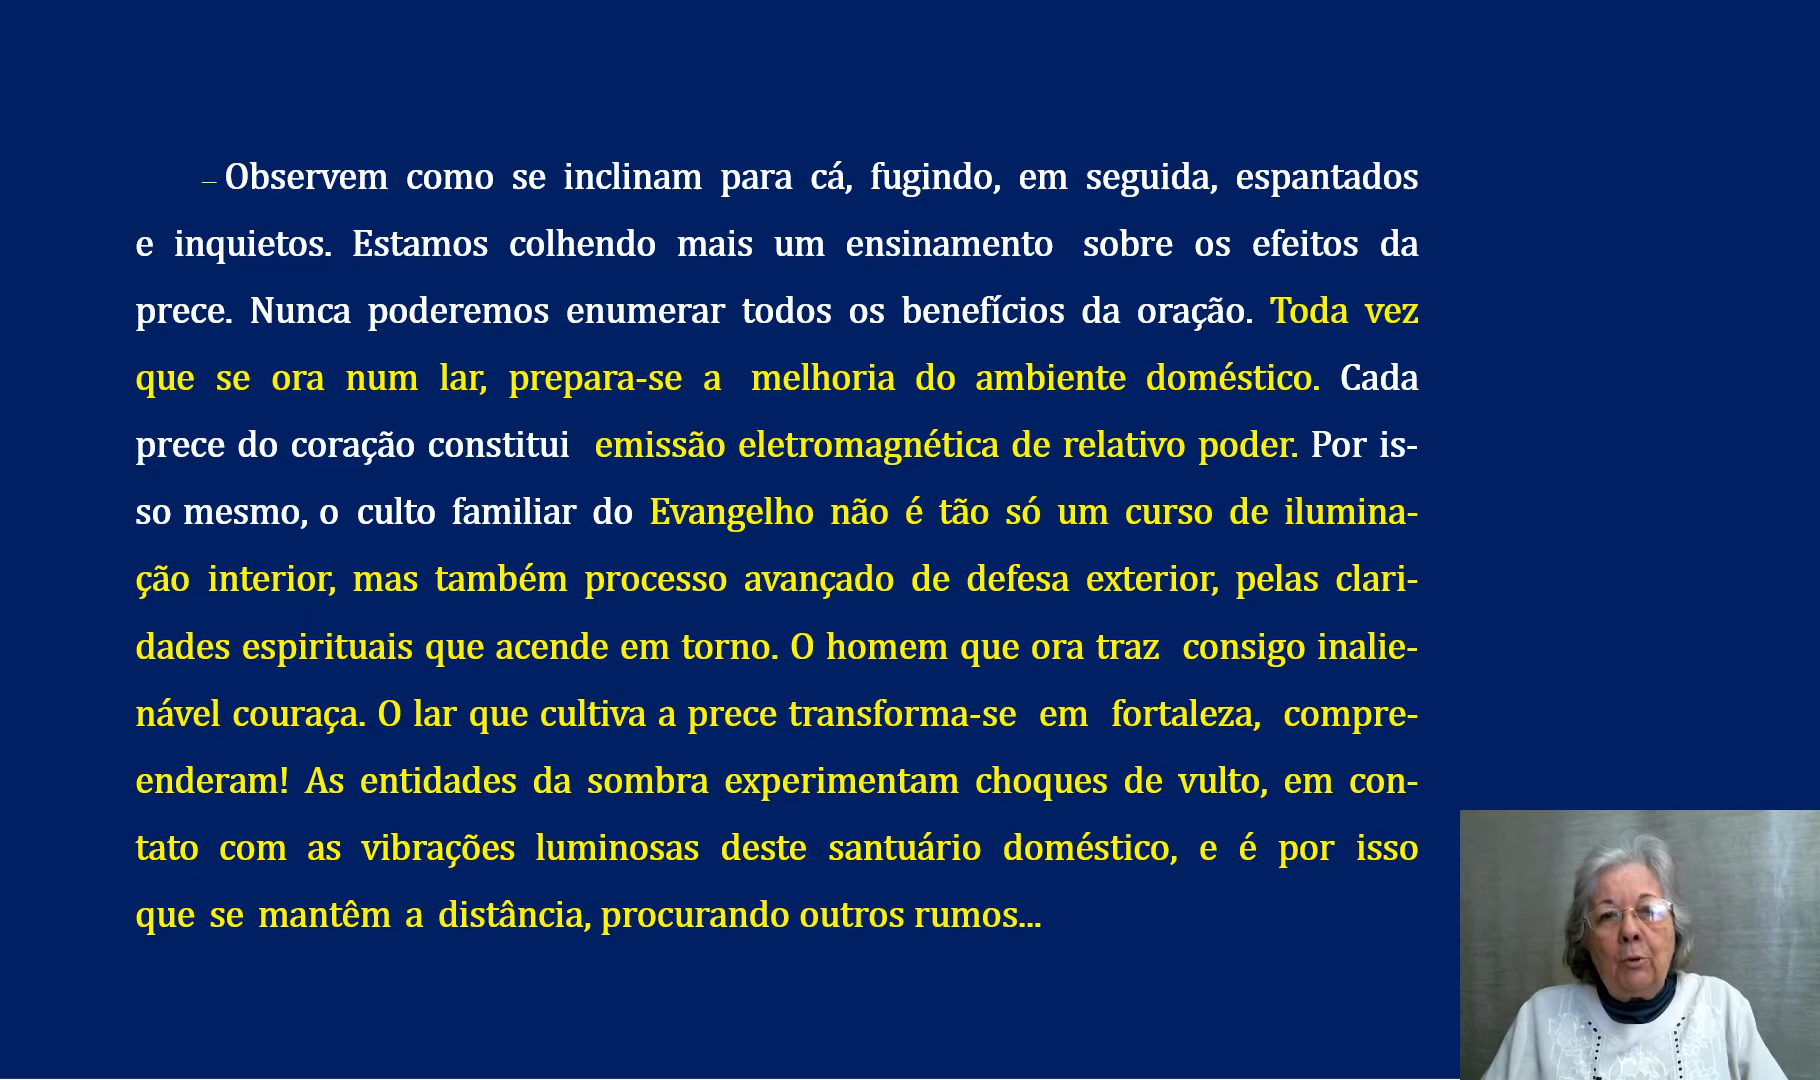 – Observem como se inclinam para cá, fugindo, em seguida, espantados
e inquietos. Estamos colhendo mais um ensinamento sobre os efeitos da
prece. Nunca poderemos enumerar todos os benefícios da oração. Toda vez
que se ora num lar, prepara-se a melhoria do ambiente doméstico. Cada
prece do coração constitui emissão eletromagnética de relativo poder. Por is-
so mesmo, o culto familiar do Evangelho não é tão só um curso de ilumina-
ção interior, mas também processo avançado de defesa exterior, pelas clari-
dades espirituais que acende em torno. O homem que ora traz consigo inalie-
nável couraça. O lar que cultiva a prece transforma-se em fortaleza, compre-
enderam! As entidades da sombra experimentam choques de vulto, em con-
tato com as vibrações luminosas deste santuário doméstico, e é por isso
que se mantêm a distância, procurando outros rumos...